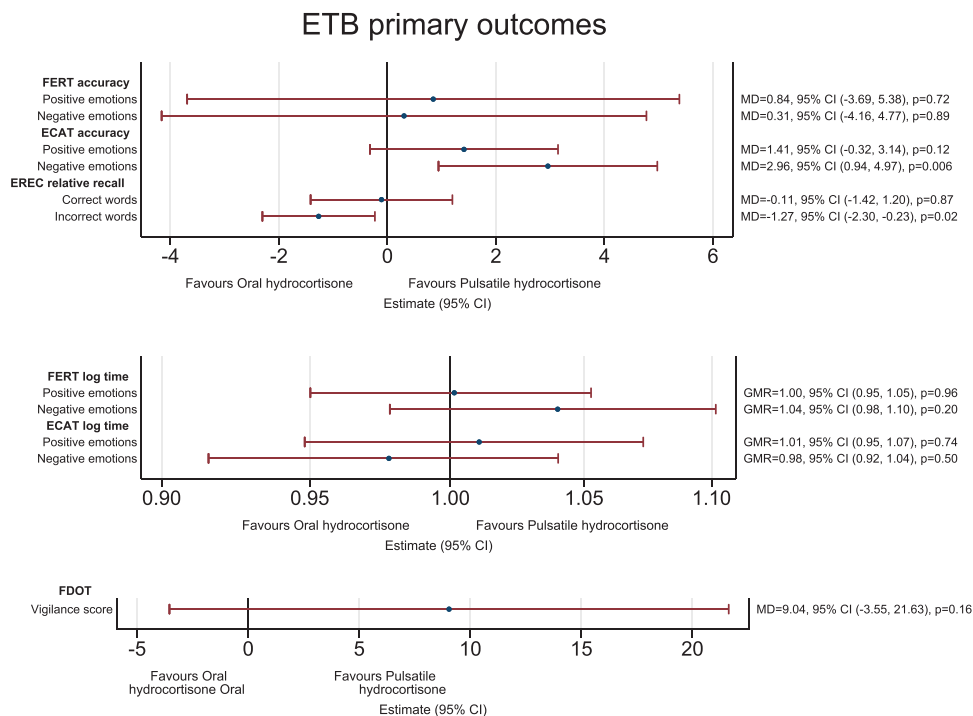 ETB primary outcomes
FERT accuracy
Positive emotions MD=0.84, 95% CI (-3.69, 5.38), p=0.72
Negative emotions MD=0.31, 95% CI (-4.16, 4.77), p=0.89
ECAT accuracy
Positive emotions MD=1.41, 95% CI (-0.32, 3.14), p=0.12
Negative emotions MD=2.96, 95% CI (0.94, 4.97), p=0.006
EREC relative recall
Correct words MD=-0.11, 95% CI (-1.42, 1.20), p=0.87
Incorrect words MD=-1.27, 95% CI (-2.30, -0.23), p=0.02
-4 -2 0 2 4 6
Favours Oral hydrocortisone Favours Pulsatile hydrocortisone
Estimate (95% CI)
FERT log time
Positive emotions GMR=1.00, 95% CI (0.95, 1.05), p=0.96
Negative emotions GMR=1.04, 95% CI (0.98, 1.10), p=0.20
ECAT log time
Positive emotions GMR=1.01, 95% CI (0.95, 1.07), p=0.74
Negative emotions GMR=0.98, 95% CI (0.92, 1.04), p=0.50
0.90 0.95 1.00 1.05 1.10
Favours Oral hydrocortisone Favours Pulsatile hydrocortisone
Estimate (95% CI)
FDOT
Vigilance score MD=9.04, 95% CI (-3.55, 21.63), p=0.16
-5 0 5 10 15 20
Favours Oral Favours Pulsatile
hydrocortisone Oral hydrocortisone
Estimate (95% CI)